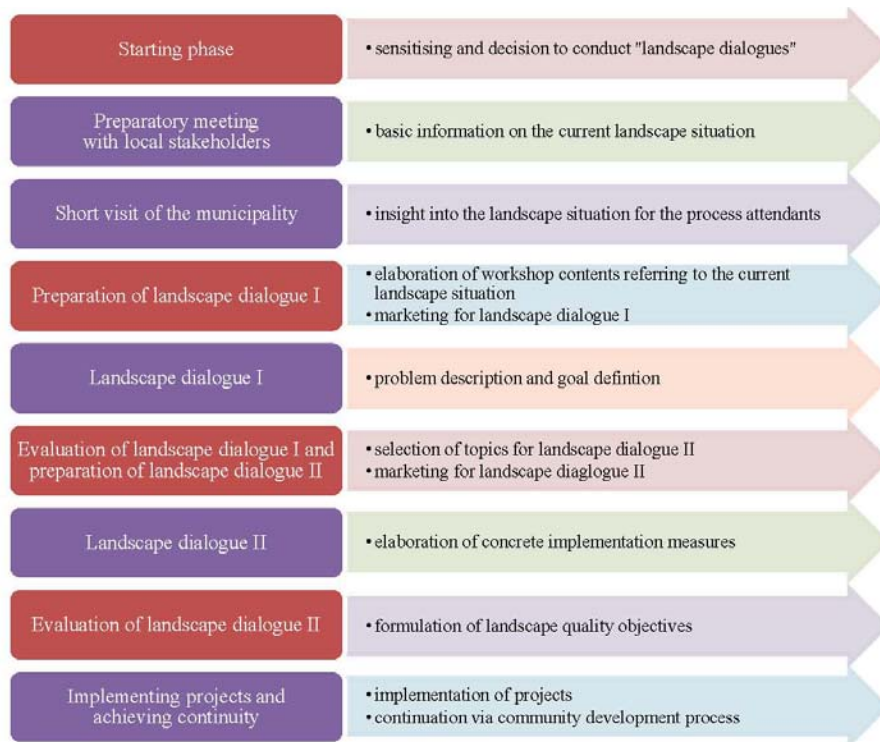 Starting phase
• sensitising and decision to conduct "landscape dialogues"
Preparatory meeting
with local stakeholders
• basic information on the current landscape situation
Short visit of the municipality
• insight into the landscape situation for the process attendants
Preparation of landscape dialogue I
• elaboration of workshop contents referring to the current
landscape situation
• marketing for landscape dialogue I
Landscape dialogue I
• problem description and goal defintion
Evaluation of landscape dialogue I and
preparation of landscape dialogue II
• selection of topics for landscape dialogue II
• marketing for landscape diaglogue II
Landscape dialogue II
• elaboration of concrete implementation measures
Evaluation of landscape dialogue II
• formulation of landscape quality objectives
Implementing projects and
achieving continuity
• implementation of projects
• continuation via community development process